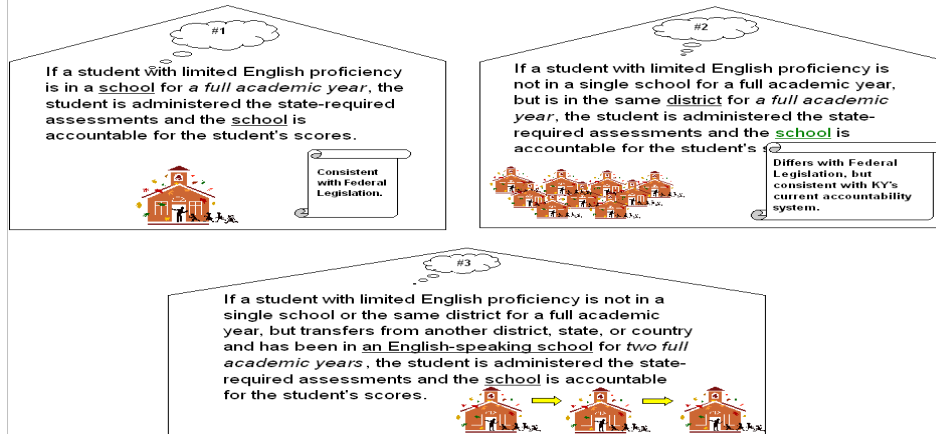 #1
If a student with limited English proficiency
is in a school for a full academic year, the
student is administered the state-required
assessments and the school is
accountable for the student's scores.
Consistent
with Federal
Legislation.
#2
If a student with limited English proficiency is
not in a single school for a full academic year,
but is in the same district for a full academic
year, the student is administered the state-
required assessments and the school is
accountable for the student's s
Differs with Federal
Legislation, but
consistent with KY's
current accountability
system.
#3
If a student with limited English proficiency is not in a
single school or the same district for a full academic
year, but transfers from another district, state, or country
and has been in an English-speaking school for two full
academic years, the student is administered the state-
required assessments and the school is accountable
for the student's scores.